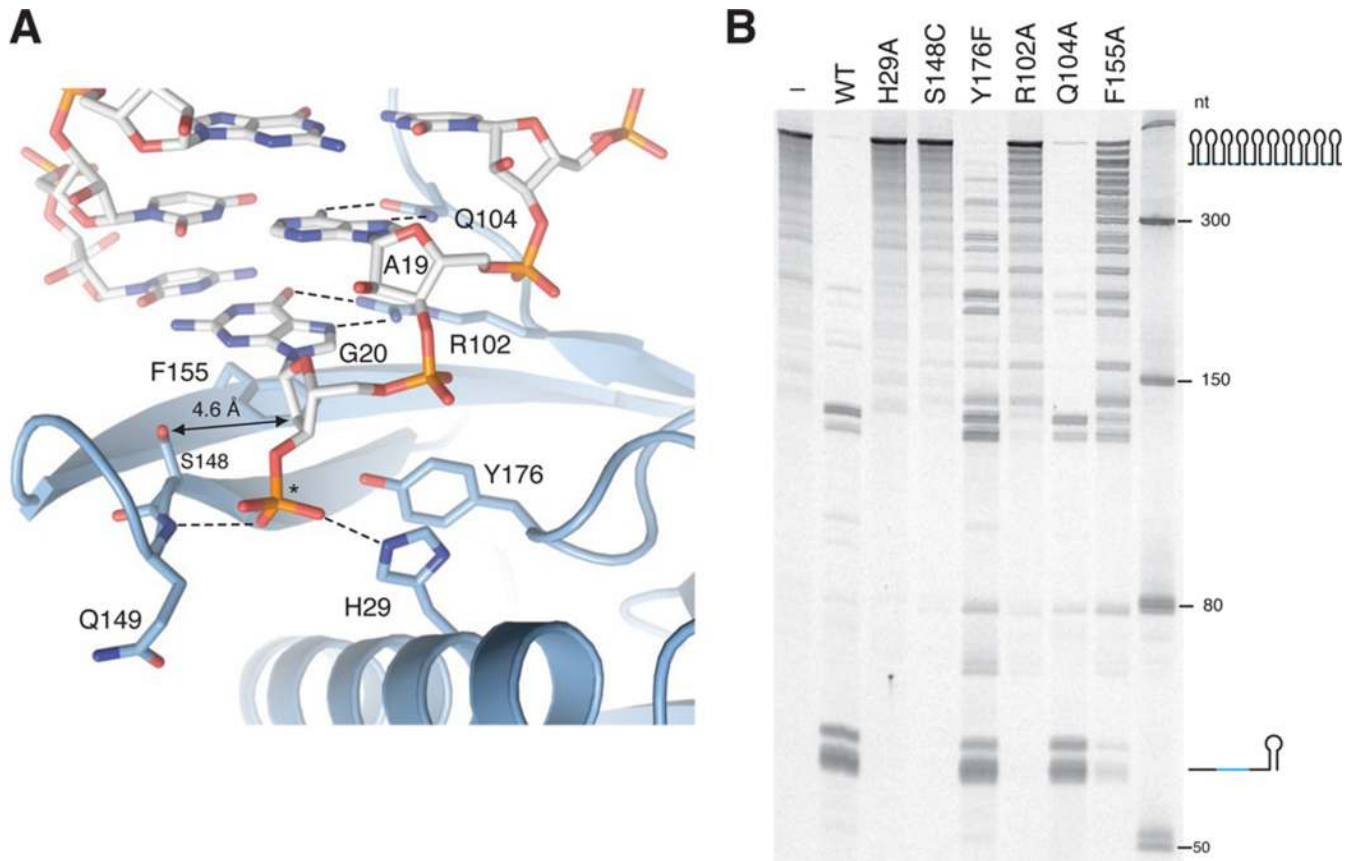 A
Q104
A19
R102
G20
F155
4.6 Å
S148
*
Y176
Q149
H29
B
– WT H29A S148C Y176F R102A Q104A F155A
nt
300
150
80
50